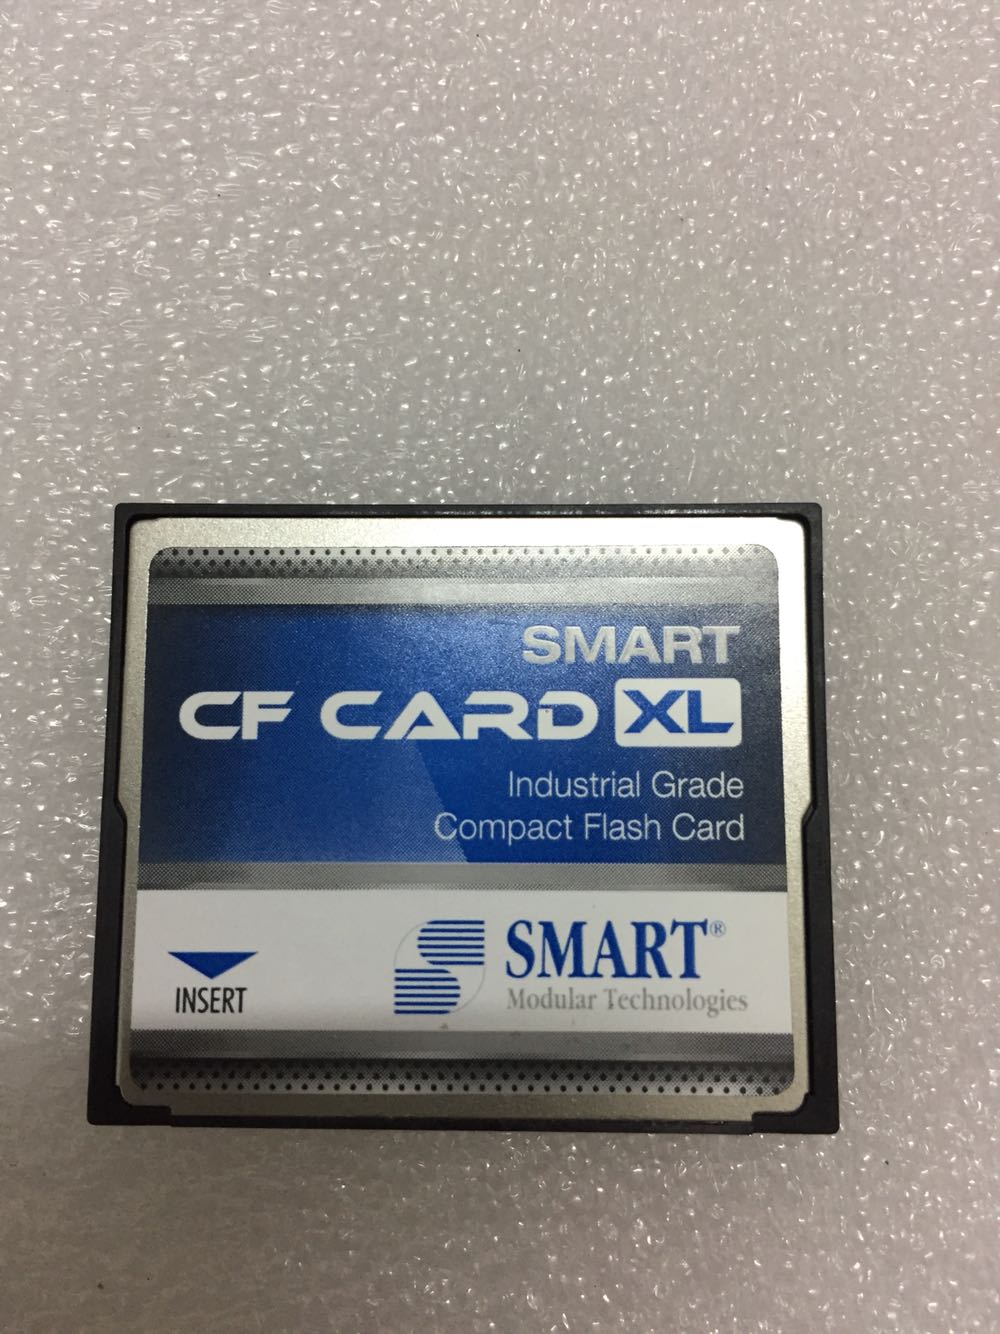 SMART
CF CARD XL
Industrial Grade
Compact Flash Card
INSERT
SMART®
Modular Technologies